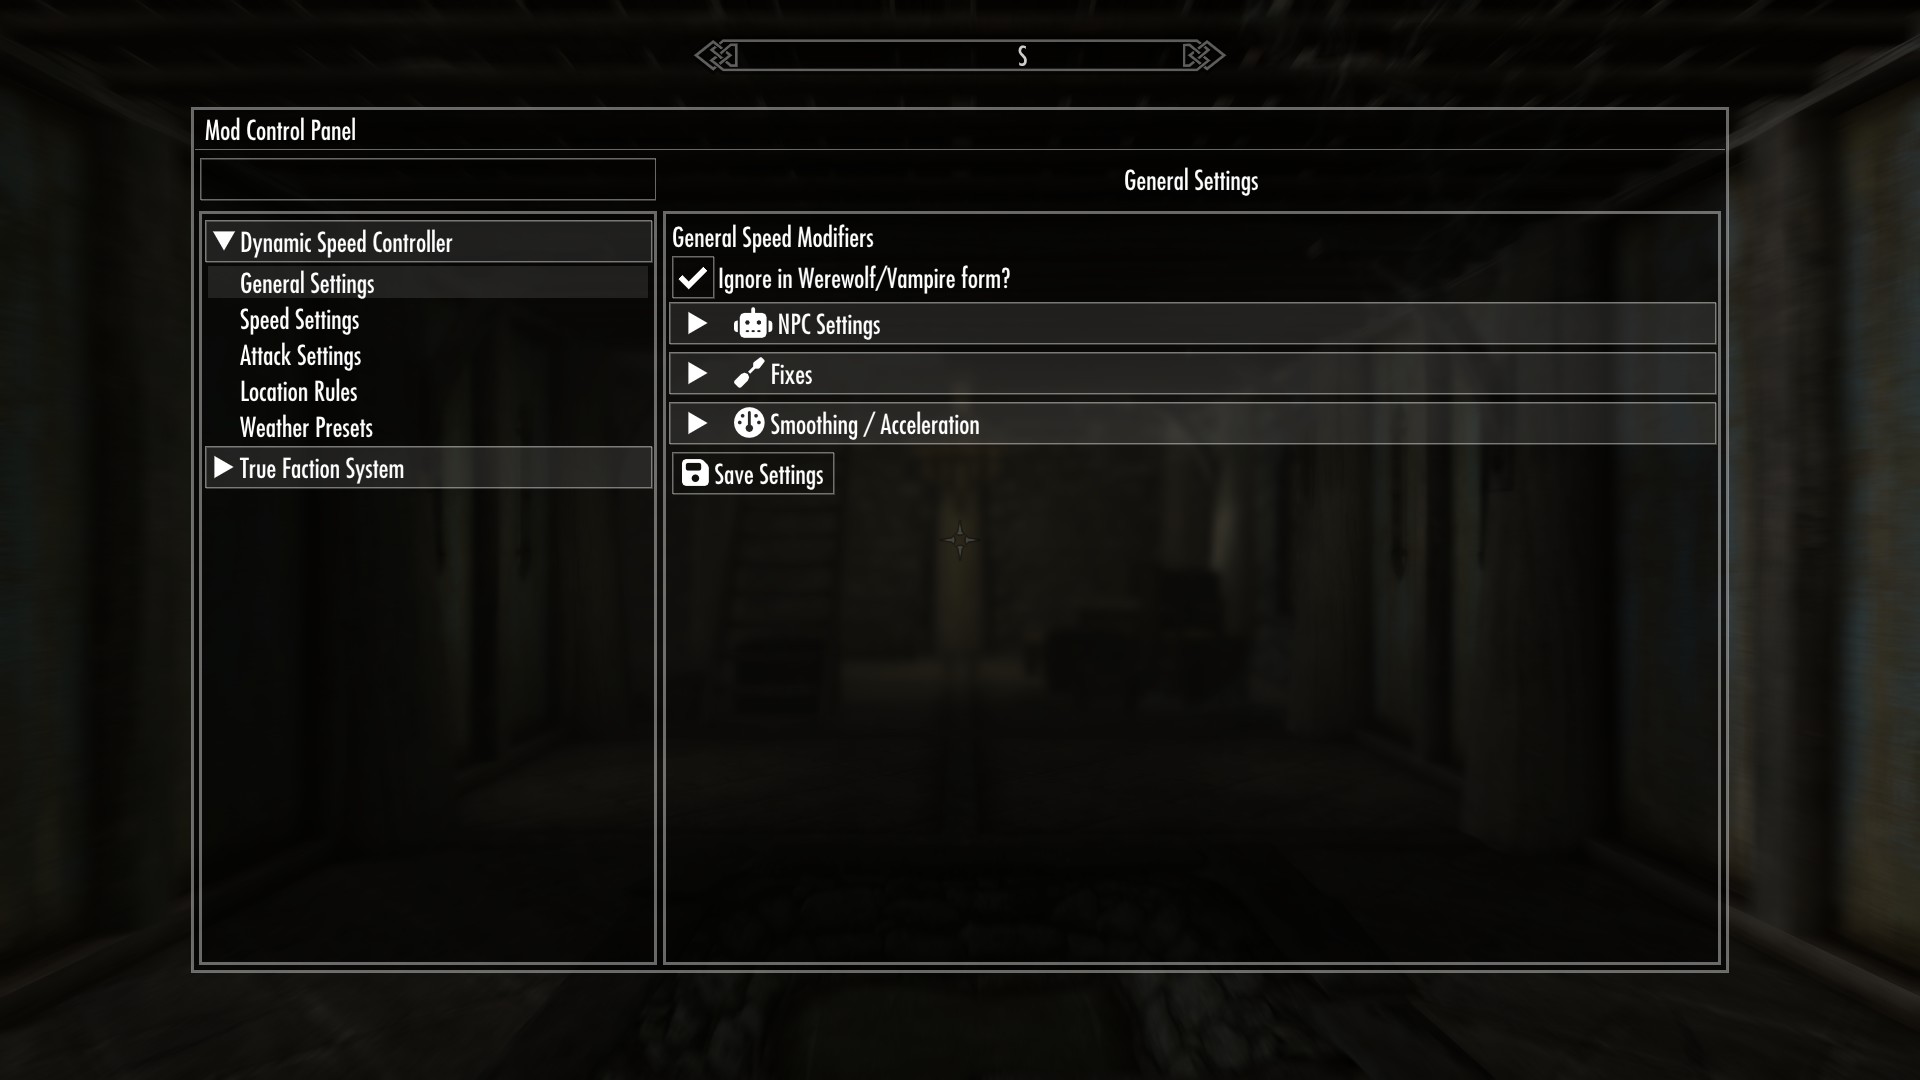 S
Mod Control Panel
General Settings
Dynamic Speed Controller
General Settings
Speed Settings
Attack Settings
Location Rules
Weather Presets
True Faction System
General Speed Modifiers
Ignore in Werewolf/Vampire form?
NPC Settings
Fixes
Smoothing / Acceleration
Save Settings